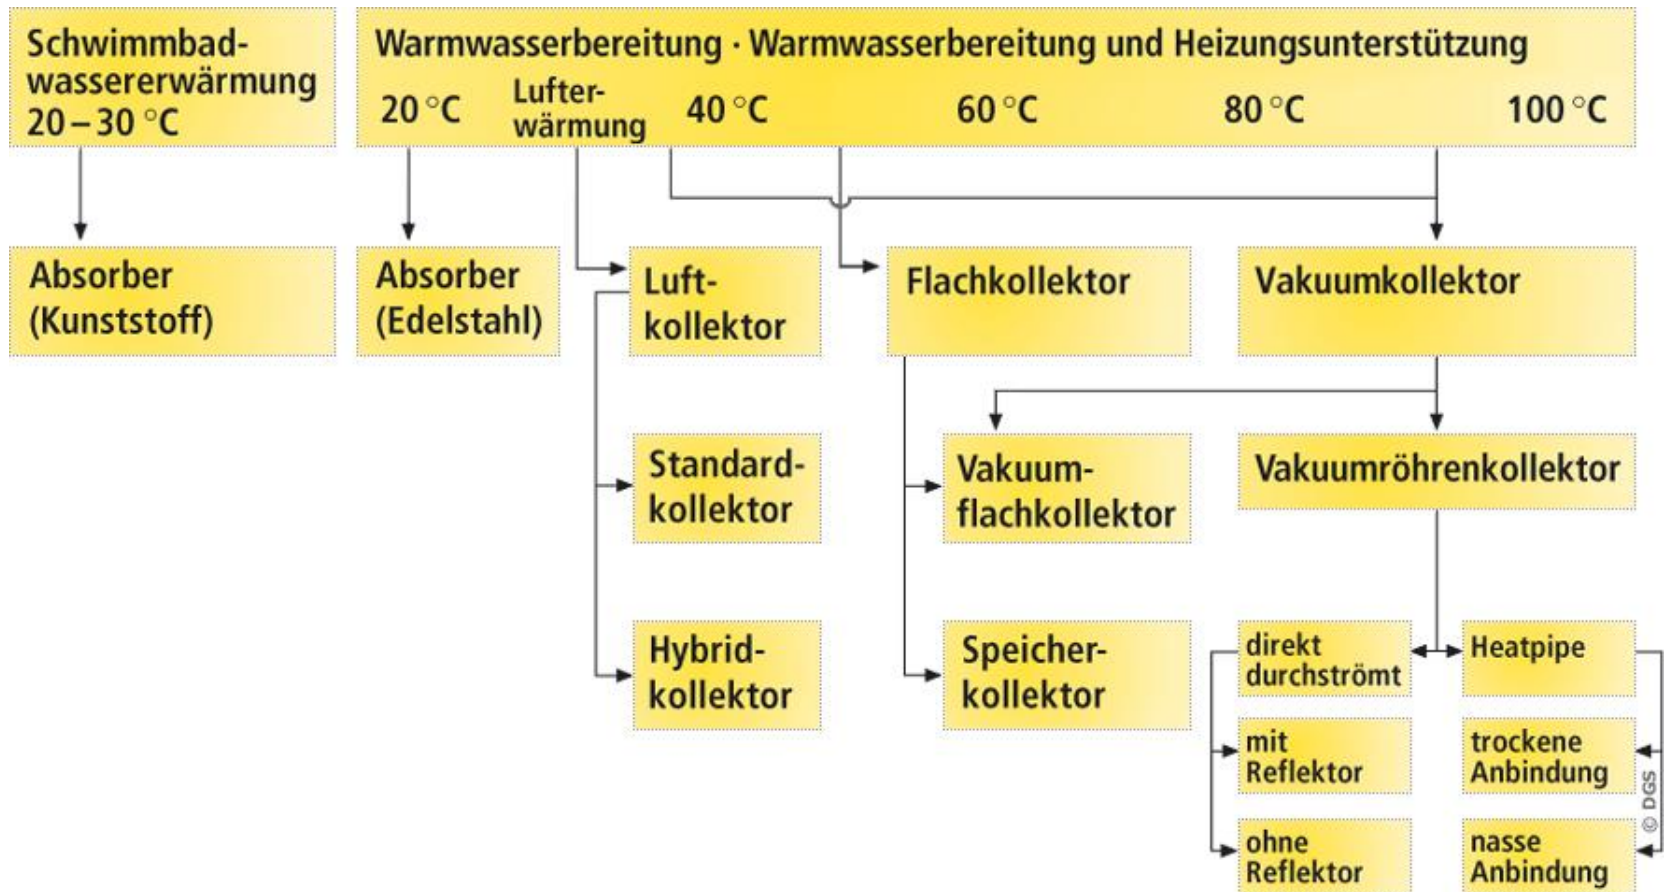 Schwimmbad-
wassererwärmung
20–30 °C
Warmwasserbereitung · Warmwasserbereitung und Heizungsunterstützung
20 °C
Lufter-
wärmung
40 °C
60 °C
80 °C
100 °C
Absorber
(Kunststoff)
Absorber
(Edelstahl)
Luft-
kollektor
Flachkollektor
Vakuumkollektor
Standard-
kollektor
Vakuum-
flachkollektor
Vakuumröhrenkollektor
Hybrid-
kollektor
Speicher-
kollektor
direkt
durchströmt
Heatpipe
mit
Reflektor
trockene
Anbindung
ohne
Reflektor
nasse
Anbindung
© DGS